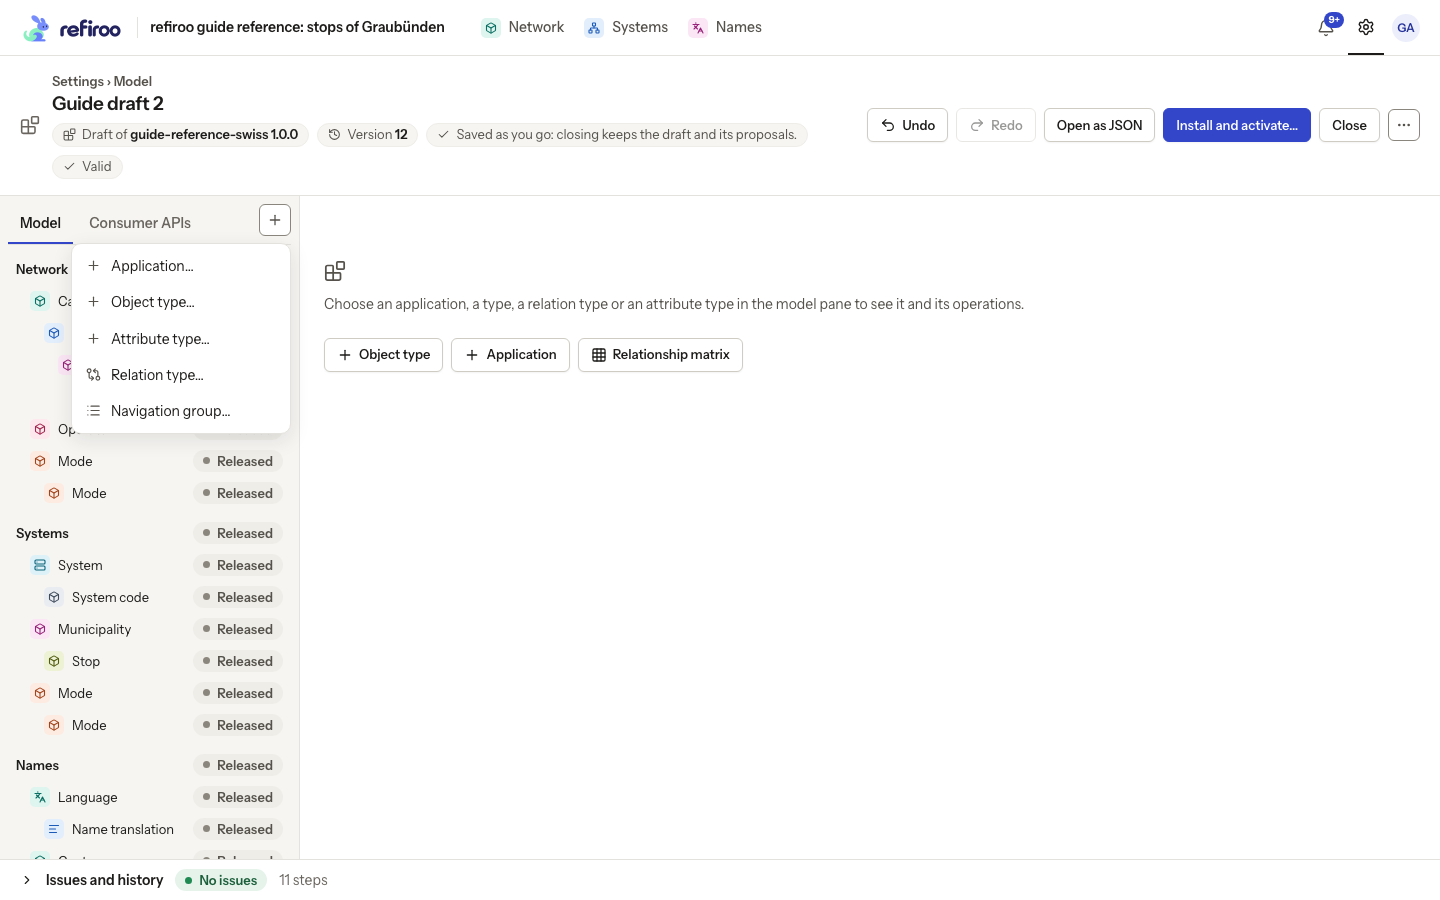 refiroo
refiroo guide reference: stops of Graubünden
Network
Systems
Names
9+
GA
Settings › Model
Guide draft 2
Draft of guide-reference-swiss 1.0.0
Version 12
Saved as you go: closing keeps the draft and its proposals.
Valid
Undo
Redo
Open as JSON
Install and activate...
Close
Model
Consumer APIs
Application...
Object type...
Attribute type...
Relation type...
Navigation group...
Network
Mode Released
Mode Released
Systems Released
System Released
System code Released
Municipality Released
Stop Released
Mode Released
Mode Released
Names Released
Language Released
Name translation Released
Choose an application, a type, a relation type or an attribute type in the model pane to see it and its operations.
Object type
Application
Relationship matrix
Issues and history
No issues
11 steps